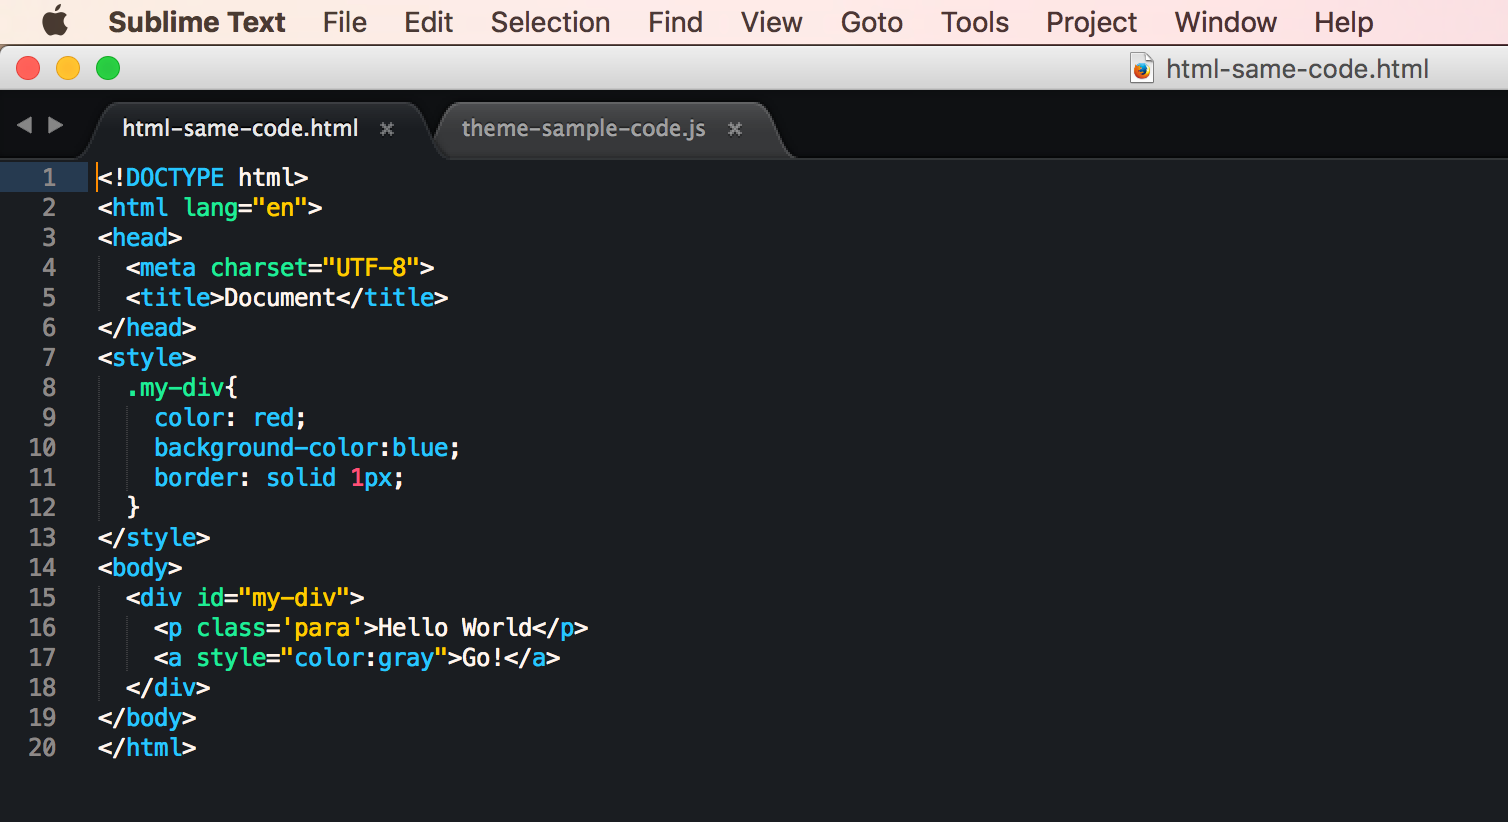 Sublime Text File Edit Selection Find View Goto Tools Project Window Help
html-same-code.html
html-same-code.html × theme-sample-code.js ×
1 <!DOCTYPE html>
2 <html lang="en">
3 <head>
4   <meta charset="UTF-8">
5   <title>Document</title>
6 </head>
7 <style>
8   .my-div{
9     color: red;
10     background-color:blue;
11     border: solid 1px;
12   }
13 </style>
14 <body>
15   <div id="my-div">
16     <p class='para'>Hello World</p>
17     <a style="color:gray">Go!</a>
18   </div>
19 </body>
20 </html>